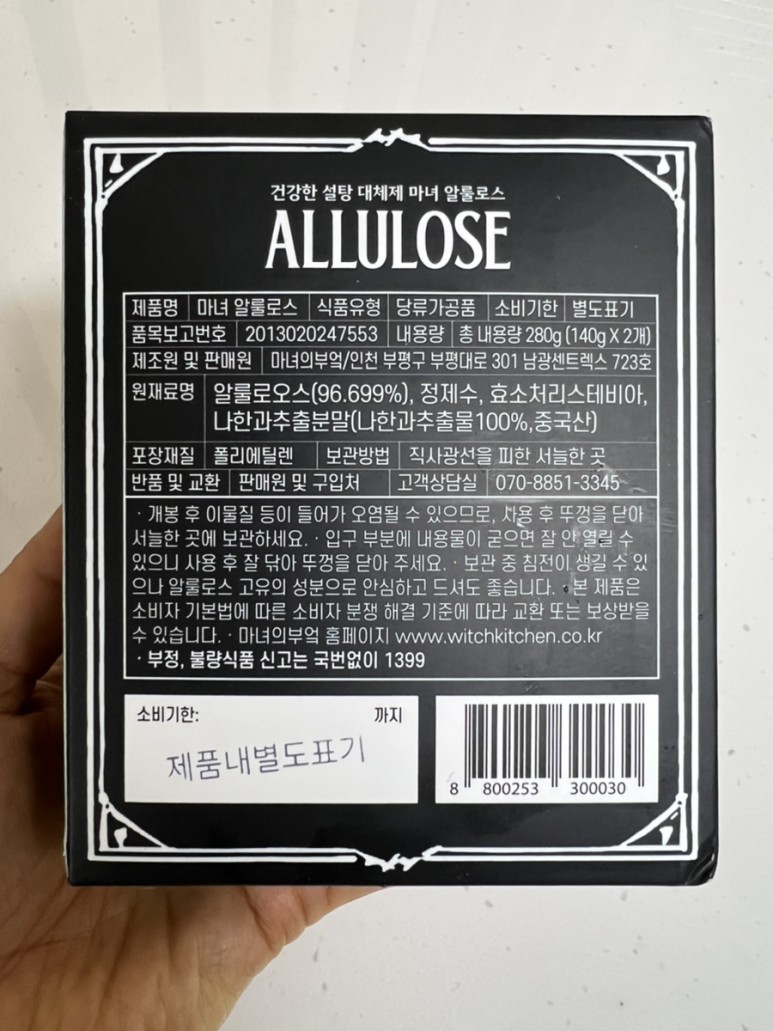 건강한 설탕 대체제 마녀 알룰로스
ALLULOSE
제품명 마녀 알룰로스 식품유형 당류가공품 소비기한 별도표기
품목보고번호 2013020247553 내용량 총 내용량 280g (140g X 2개)
제조원 및 판매원 마녀의부엌/인천 부평구 부평대로 301 남광센트렉스 723호
원재료명 알룰로오스(96.699%), 정제수, 효소처리스테비아,
나한과추출분말(나한과추출물100%,중국산)
포장재질 폴리에틸렌 보관방법 직사광선을 피한 서늘한 곳
반품 및 교환 판매원 및 구입처 고객상담실 070-8851-3345
· 개봉 후 이물질 등이 들어가 오염될 수 있으므로, 사용 후 뚜껑을 닫아
서늘한 곳에 보관하세요. · 입구 부분에 내용물이 굳으면 잘 안 열릴 수
있으니 사용 후 잘 닦아 뚜껑을 닫아 주세요. · 보관 중 침전이 생길 수 있
으나 알룰로스 고유의 성분으로 안심하고 드셔도 좋습니다. · 본 제품은
소비자 기본법에 따른 소비자 분쟁 해결 기준에 따라 교환 또는 보상받을
수 있습니다. · 마녀의부엌 홈페이지 www.witchkitchen.co.kr
· 부정, 불량식품 신고는 국번없이 1399
소비기한: 까지
제품내별도표기
8 800253 300030